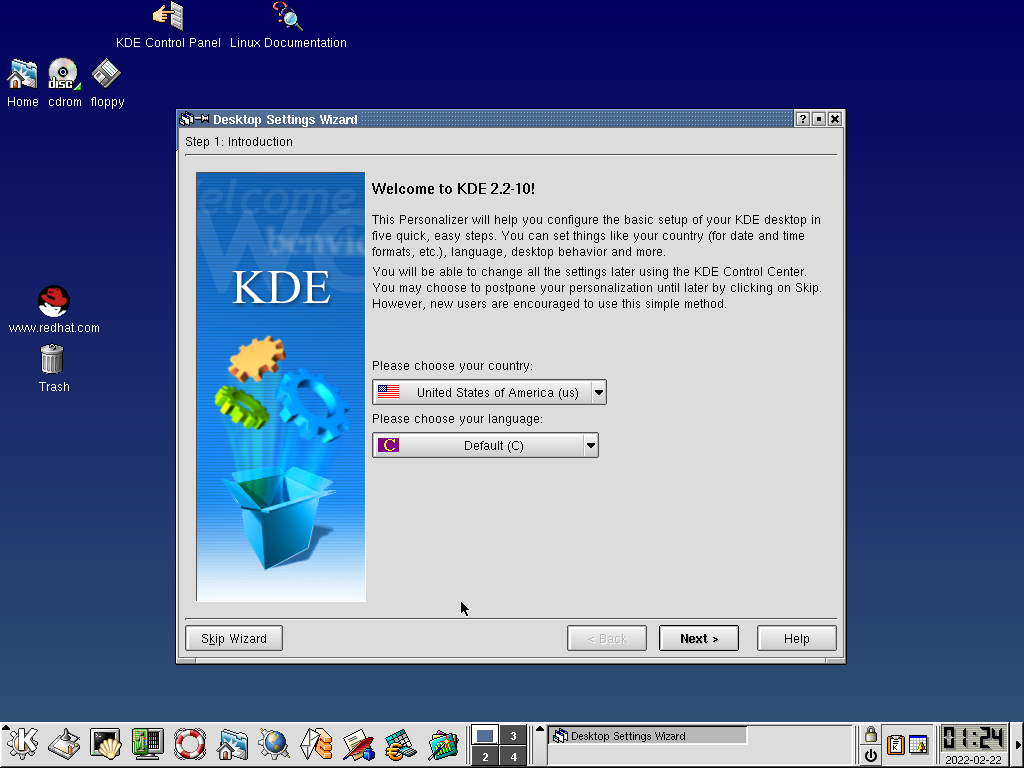 KDE Control Panel
Linux Documentation
Home
disc
cdrom
floppy
www.redhat.com
Trash
Desktop Settings Wizard
?
Step 1: Introduction
KDE
Welcome to KDE 2.2-10!
This Personalizer will help you configure the basic setup of your KDE desktop in
five quick, easy steps. You can set things like your country (for date and time
formats, etc.), language, desktop behavior and more.
You will be able to change all the settings later using the KDE Control Center.
You may choose to postpone your personalization until later by clicking on Skip.
However, new users are encouraged to use this simple method.
Please choose your country:
United States of America (us)
Please choose your language:
C
Default (C)
Skip Wizard
< Back
Next >
Help
K
2
3
4
Desktop Settings Wizard
01:24
2022-02-22